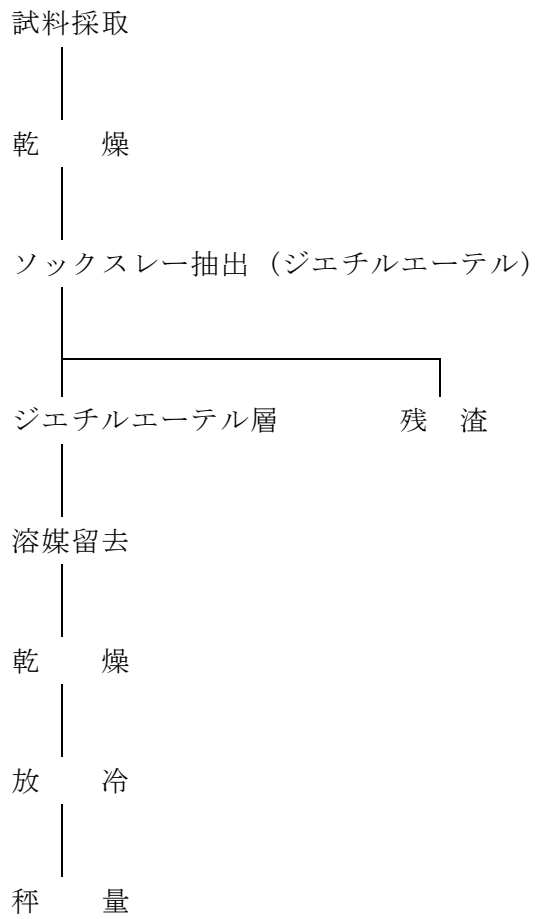 試料採取
乾　　燥
ソックスレー抽出（ジエチルエーテル）
ジエチルエーテル層　　　　残　渣
溶媒留去
乾　　燥
放　　冷
秤　　量